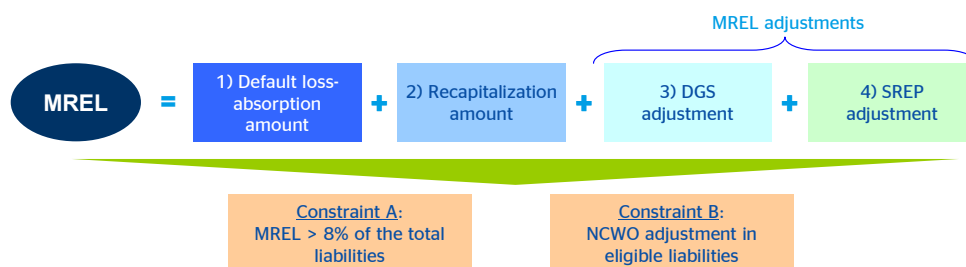 MREL adjustments
MREL
=
1) Default loss-
absorption
amount
+
2) Recapitalization
amount
+
3) DGS
adjustment
+
4) SREP
adjustment
Constraint A:
MREL > 8% of the total
liabilities
Constraint B:
NCWO adjustment in
eligible liabilities